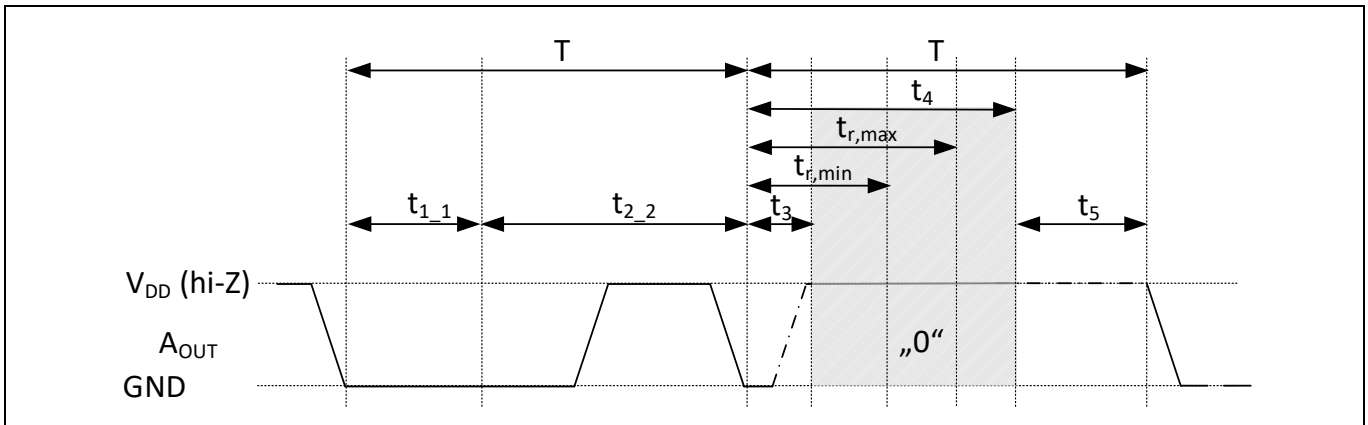 T T
t4
tr,max
tr,min
t1_1 t2_2 t3 t5
VDD (hi-Z)
AOUT „0“
GND